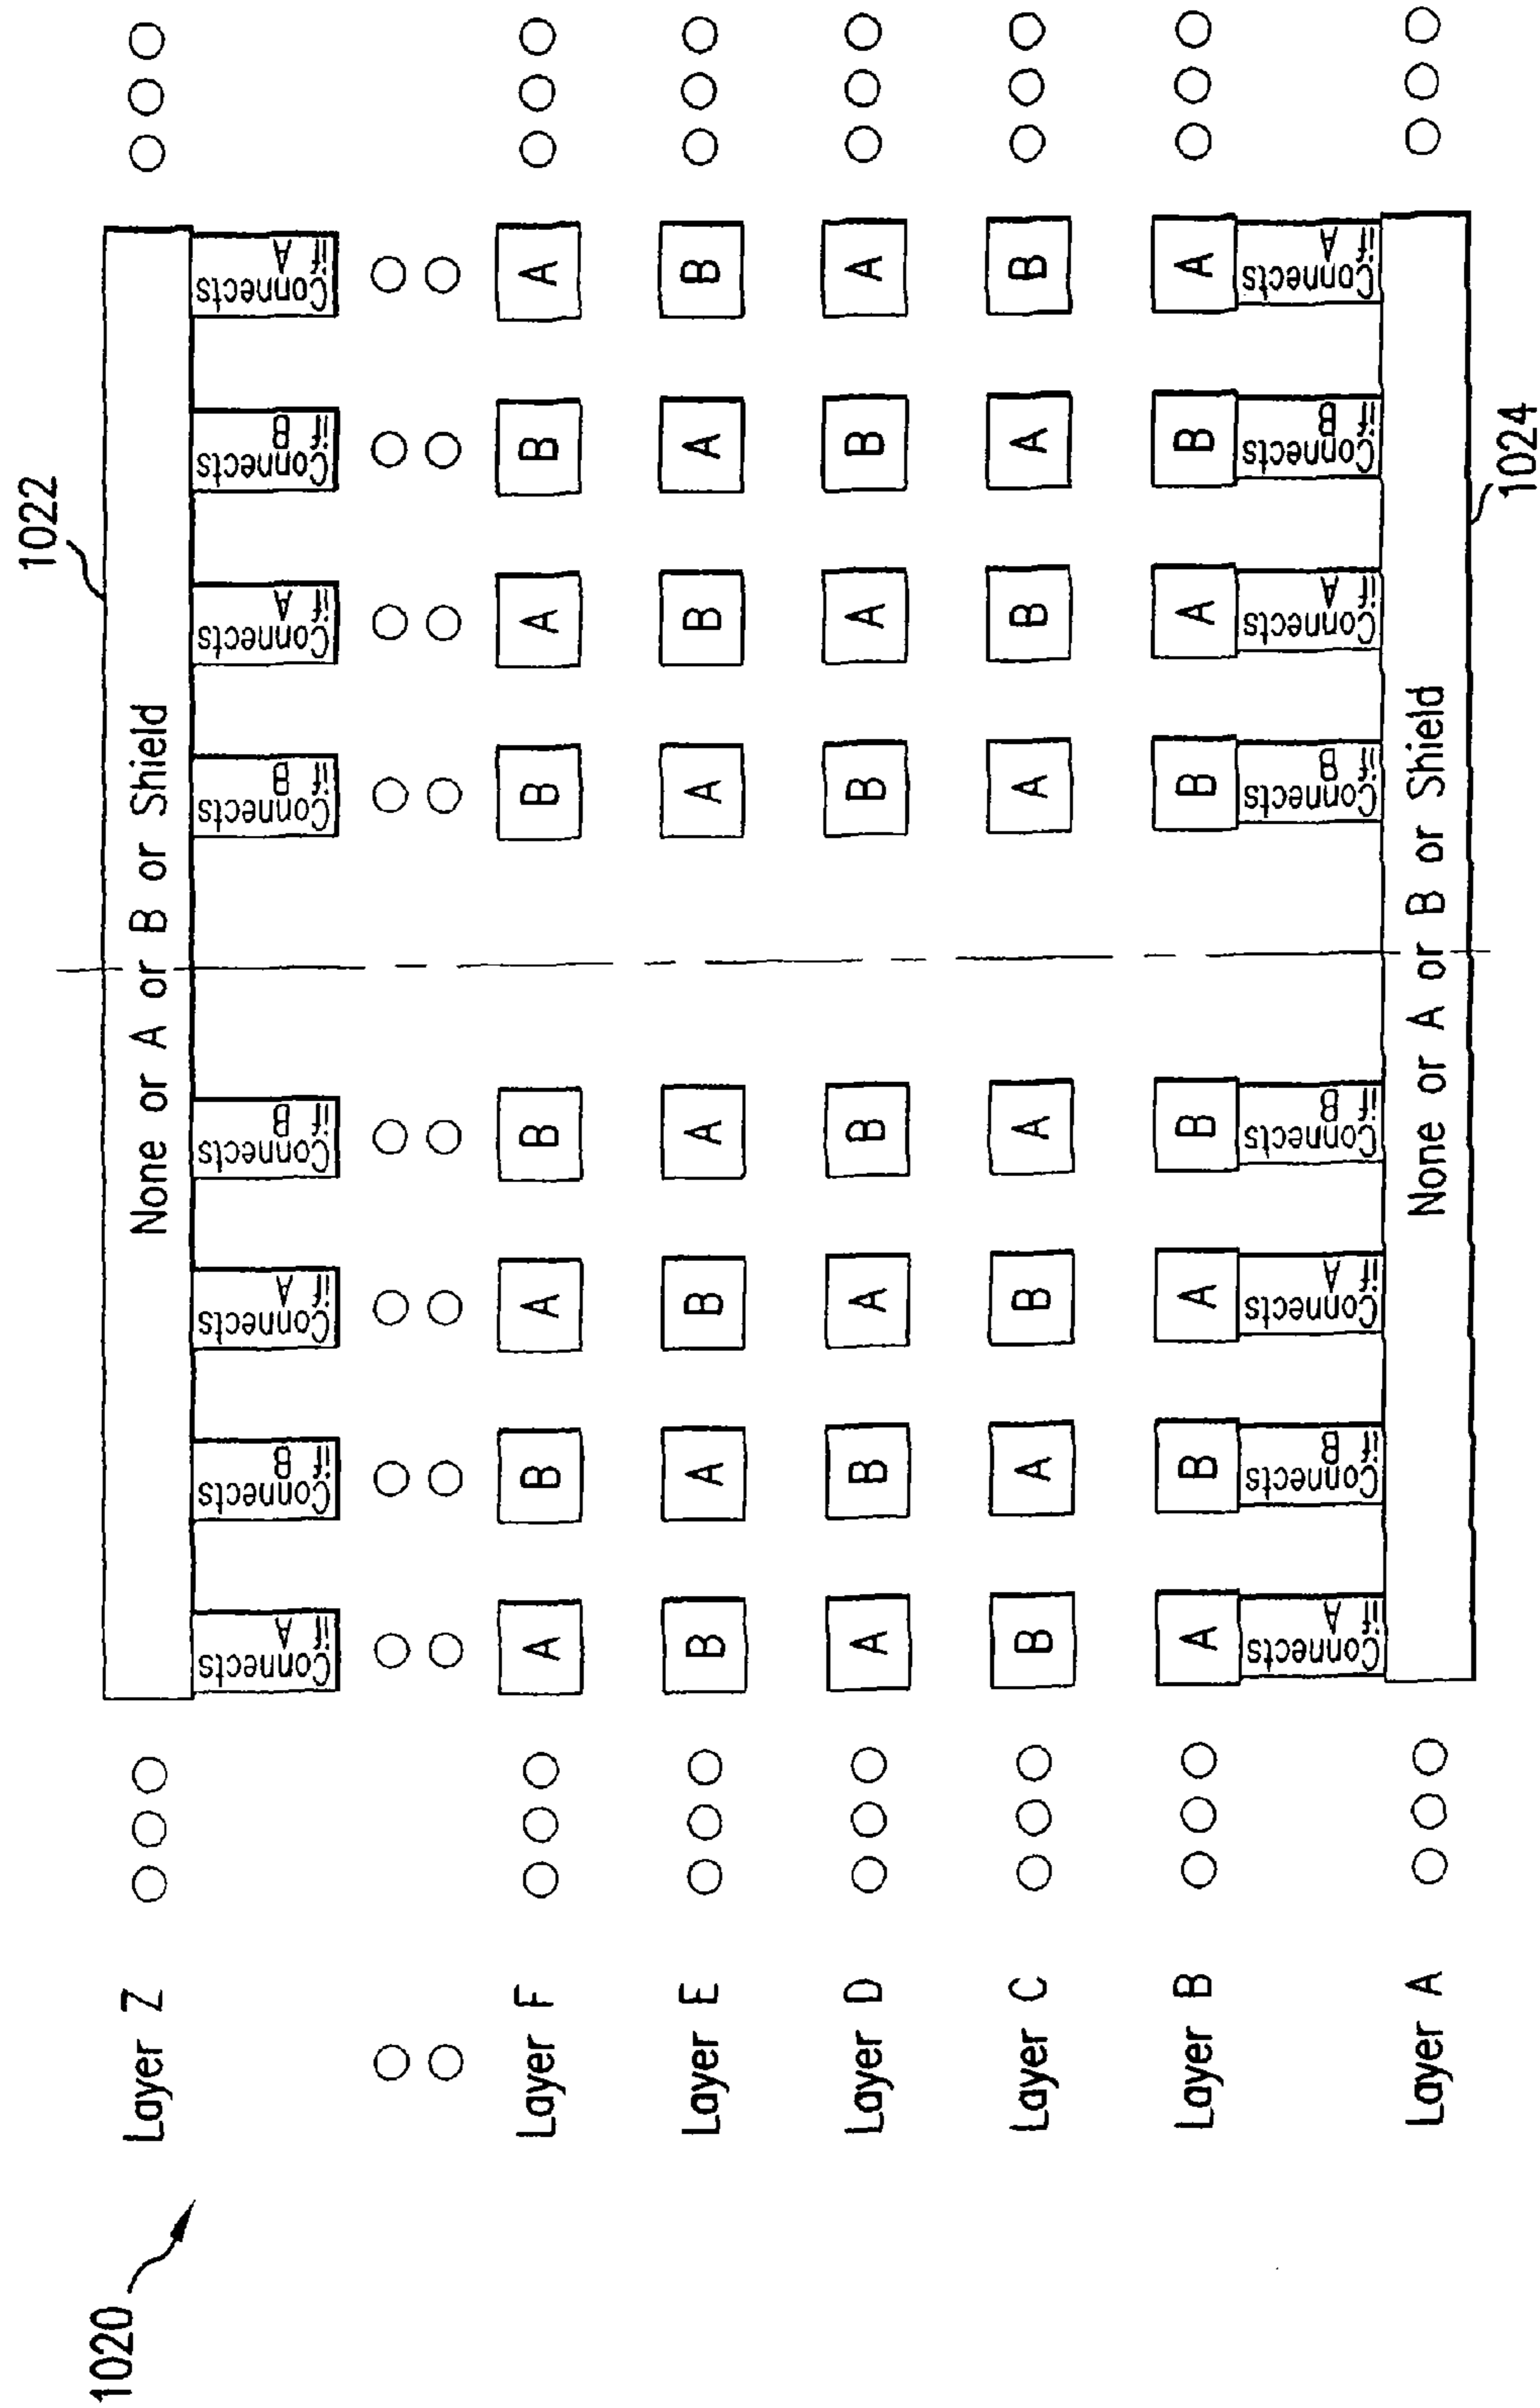 1022
1020
Layer Z
None or A or B or Shield
Connects if A
Connects if B
Connects if A
Connects if B
Connects if B
Connects if A
Connects if B
Connects if A
Layer F A B A B B A B A
Layer E B A B A A B A B
Layer D A B A B B A B A
Layer C B A B A A B A B
Layer B A B A B B A B A
Connects if A
Connects if B
Connects if A
Connects if B
Connects if B
Connects if A
Connects if B
Connects if A
Layer A
None or A or B or Shield
1024